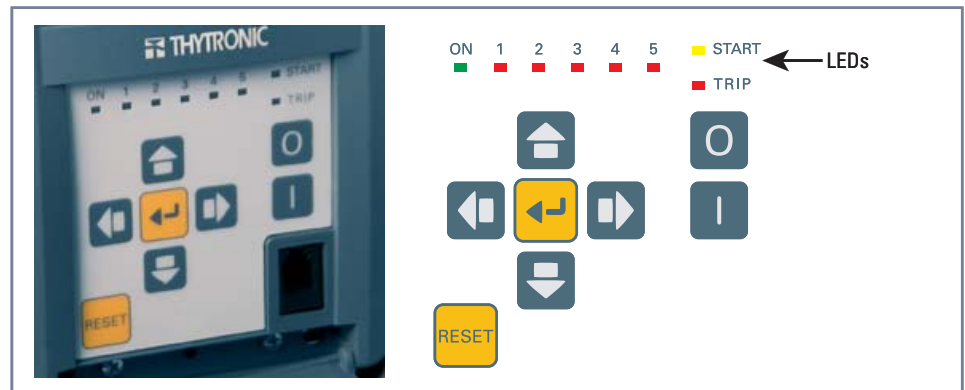 THYTRONIC
START
ON 1 2 3 4 5
TRIP
O
I
RESET
ON 1 2 3 4 5
START
LEDs
TRIP
O
I
RESET